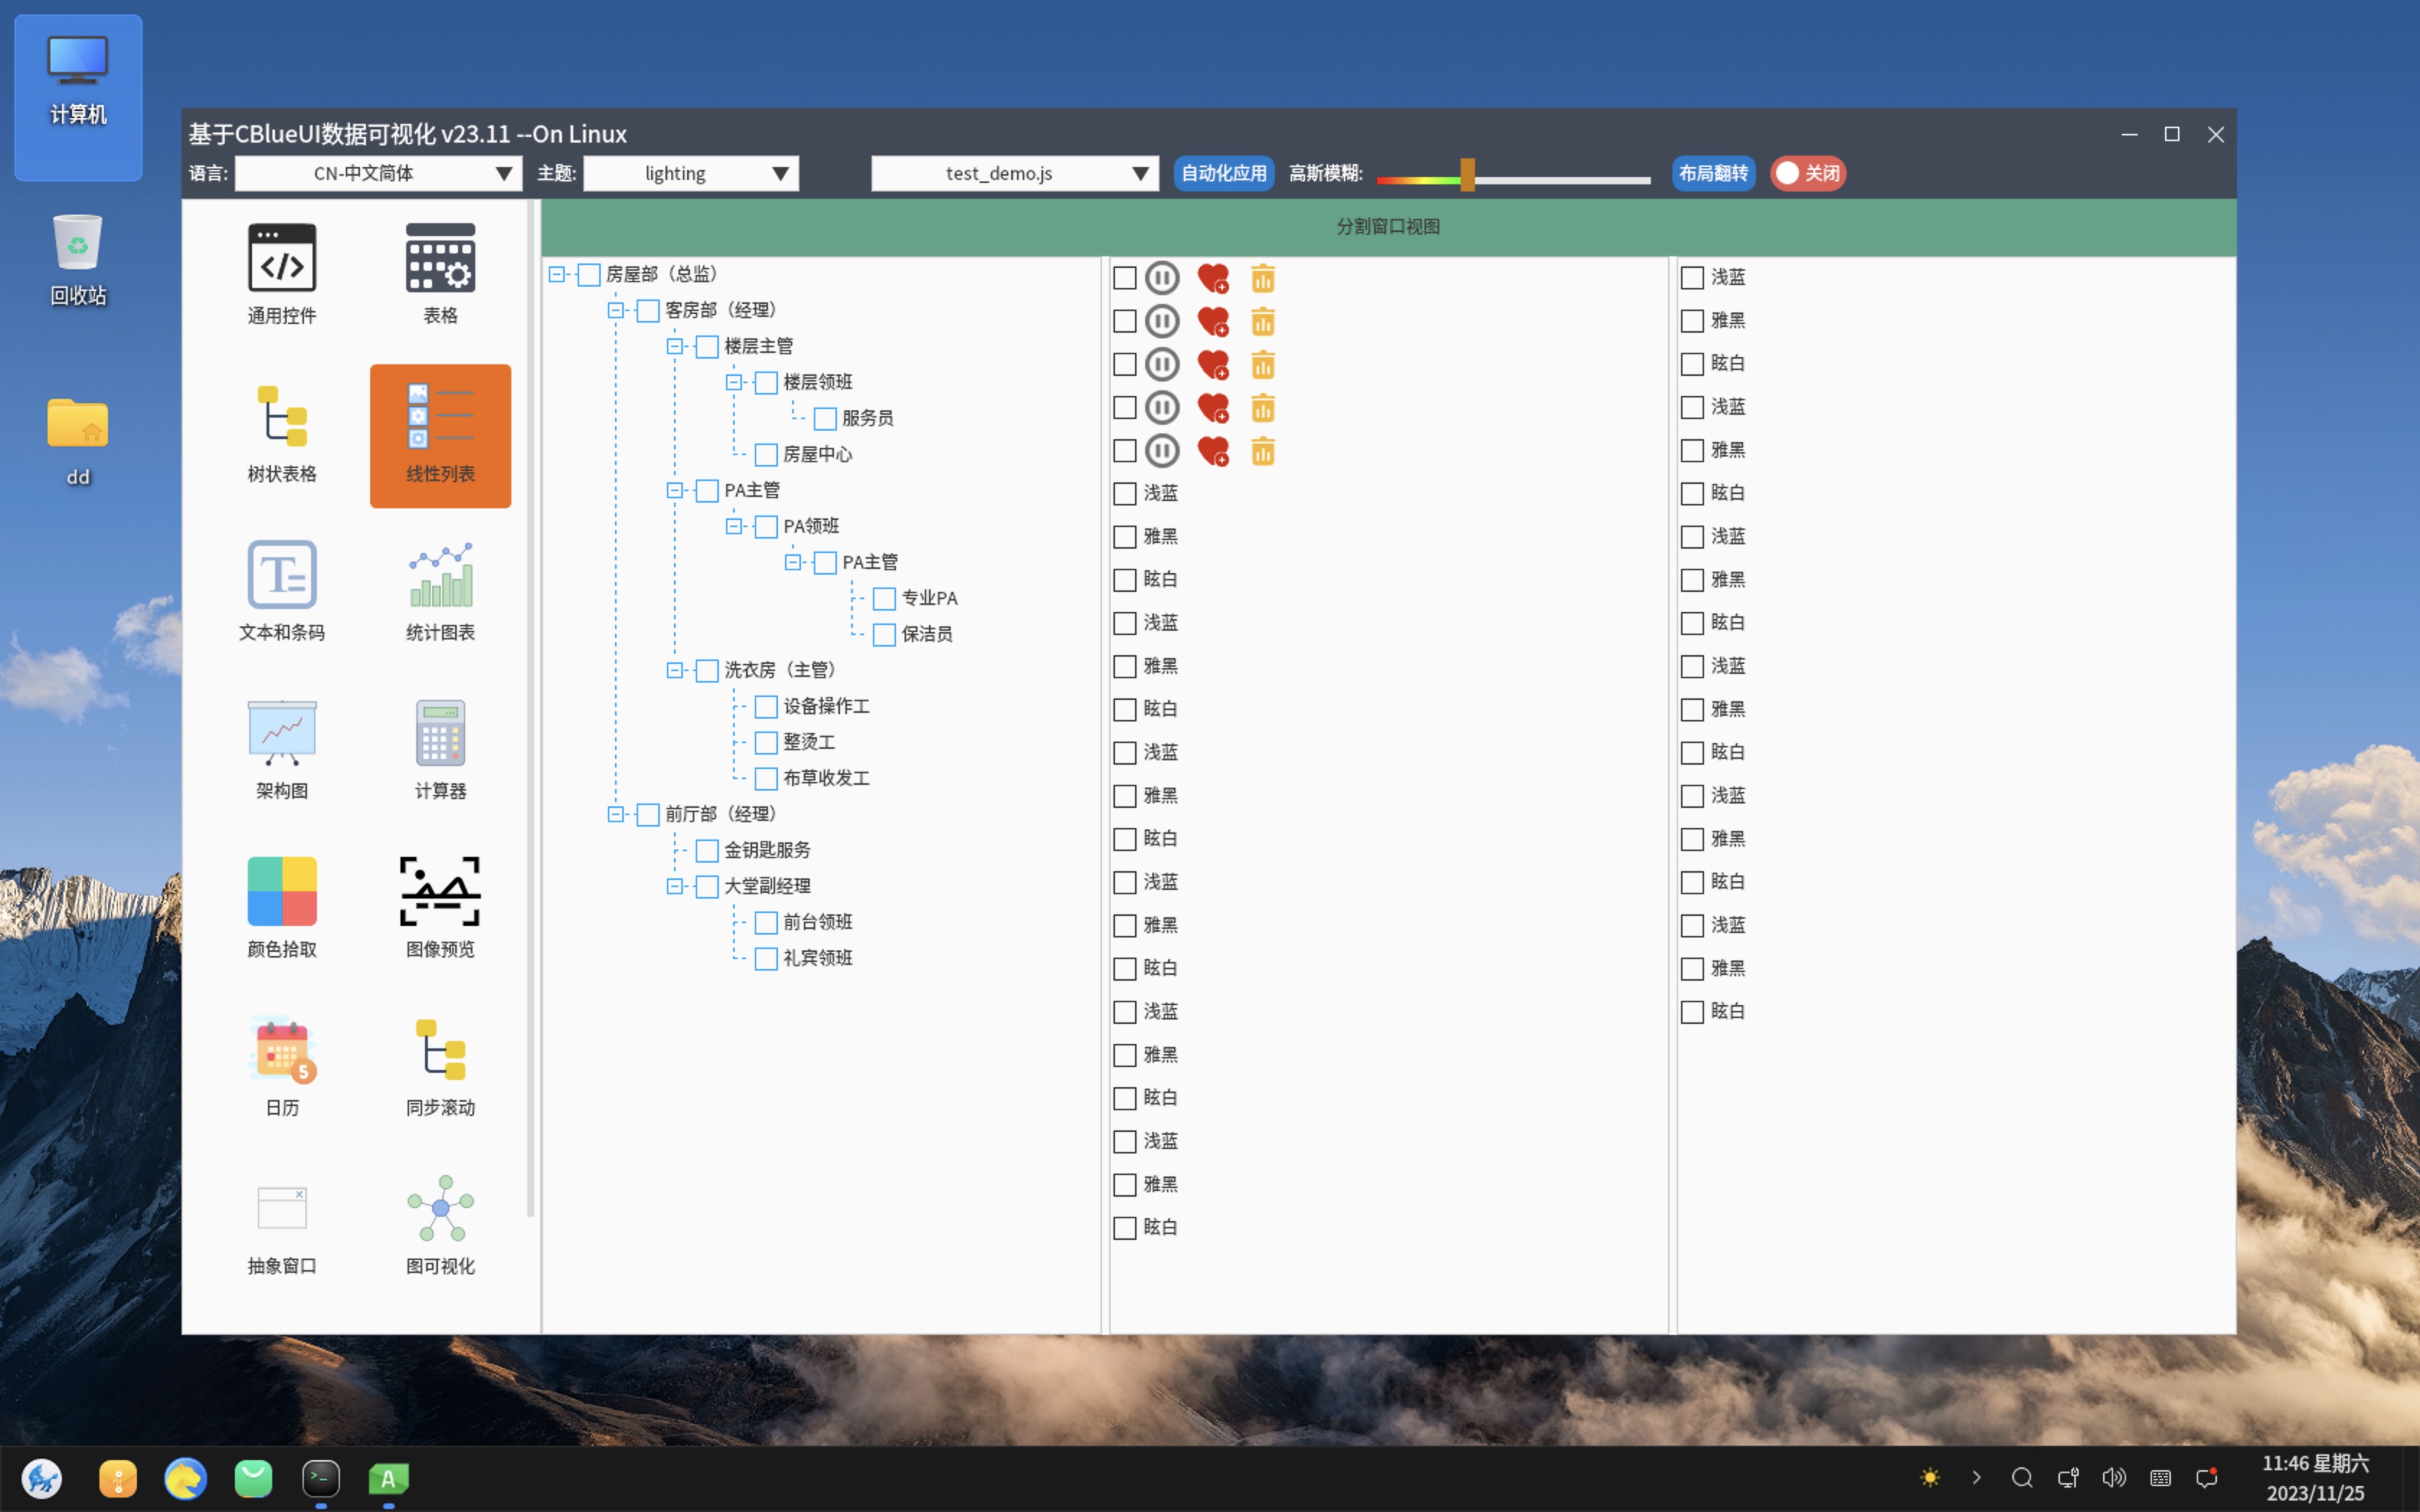 计算机
回收站
dd
基于CBlueUI数据可视化 v23.11 --On Linux
语言: CN-中文简体 主题: lighting test_demo.js 自动化应用 高斯模糊: 布局翻转 关闭
通用控件 表格
树状表格 线性列表
文本和条码 统计图表
架构图 计算器
颜色拾取 图像预览
5
日历 同步滚动
抽象窗口 图可视化
分割窗口视图
房屋部（总监）
客房部（经理）
楼层主管
楼层领班
服务员
房屋中心
PA主管
PA领班
PA主管
专业PA
保洁员
洗衣房（主管）
设备操作工
整烫工
布草收发工
前厅部（经理）
金钥匙服务
大堂副经理
前台领班
礼宾领班
浅蓝
雅黑
眩白
浅蓝
雅黑
眩白
浅蓝
雅黑
眩白
浅蓝
雅黑
眩白
浅蓝
雅黑
眩白
浅蓝
雅黑
眩白
浅蓝
雅黑
眩白
浅蓝
雅黑
眩白
浅蓝
雅黑
眩白
浅蓝
雅黑
眩白
浅蓝
雅黑
眩白
浅蓝
雅黑
眩白
A
11:46 星期六
2023/11/25